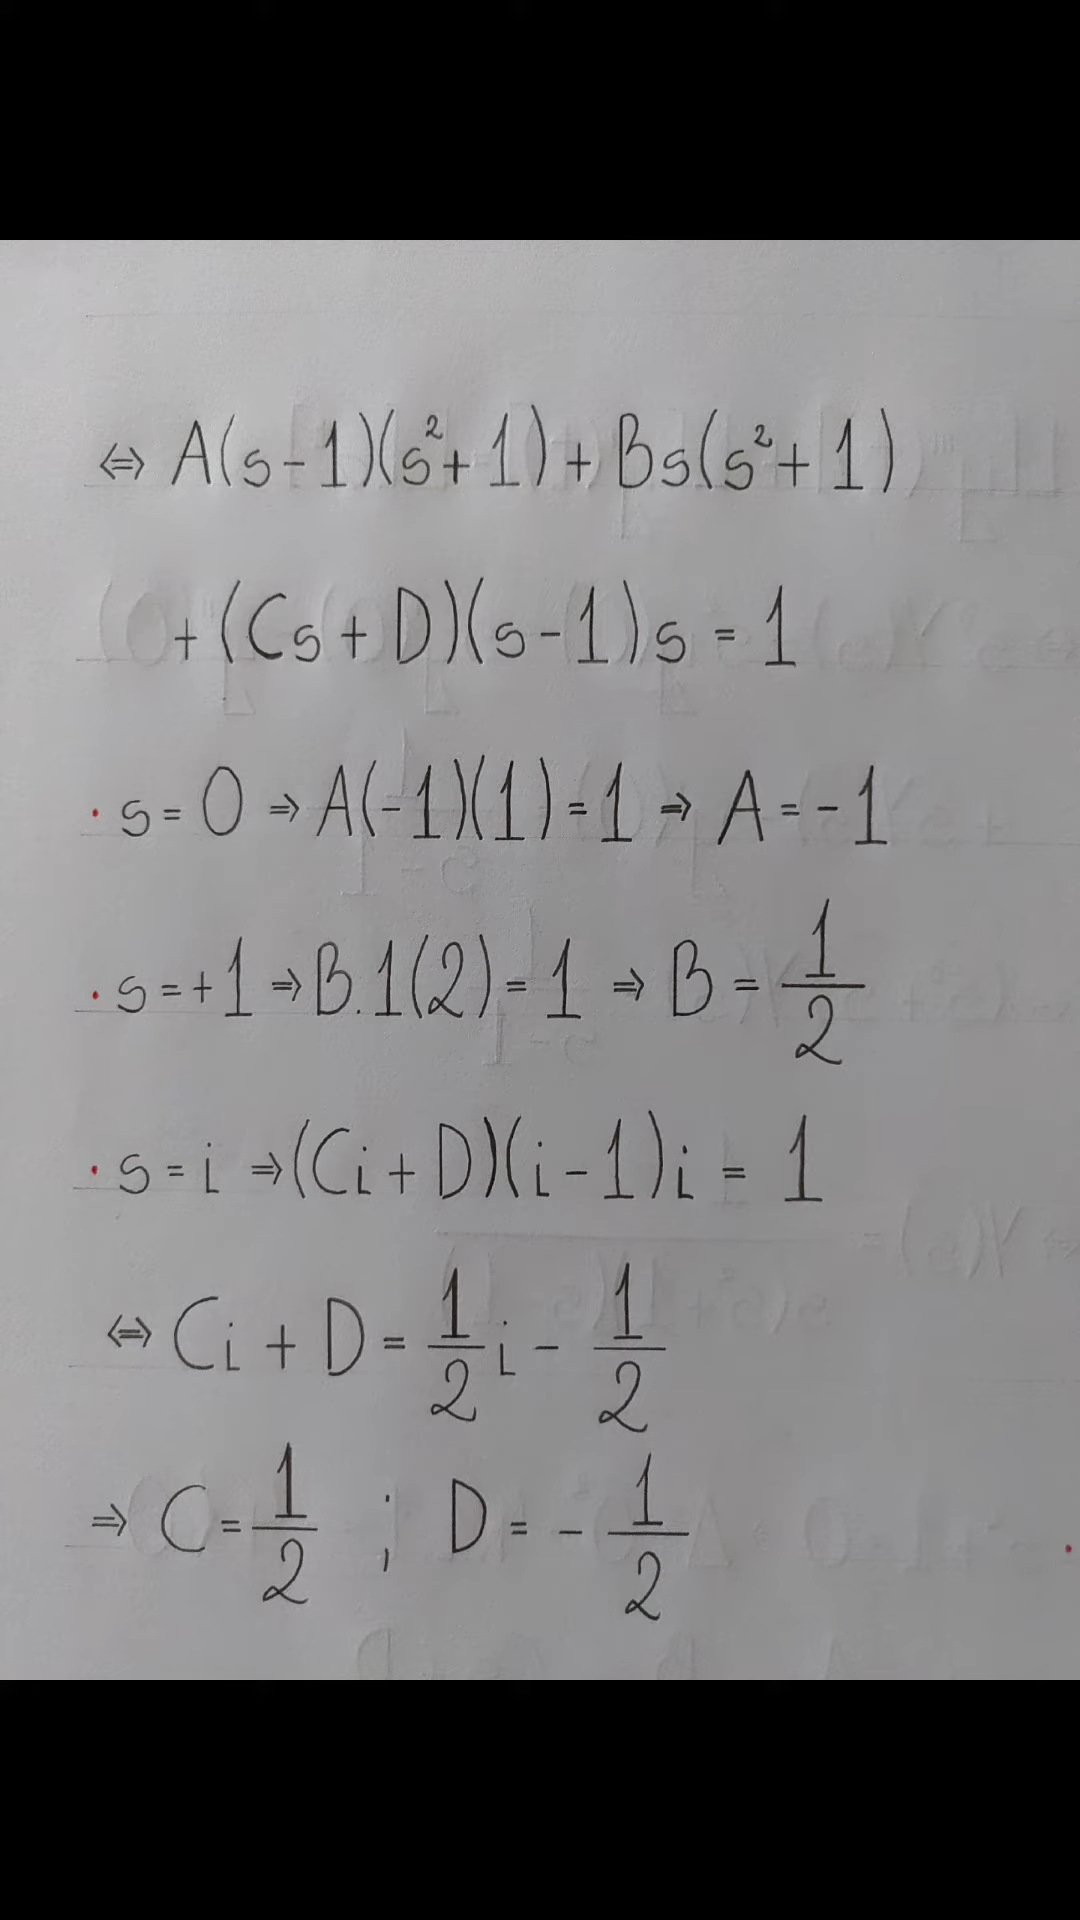 ⇔ A(s-1)(s²+1)+Bs(s²+1)
+(Cs+D)(s-1)s=1
. s=0 ⇒ A(-1)(1)=1 ⇒ A=-1
. s=+1 ⇒ B.1(2)=1 ⇒ B=1/2
. s=i ⇒ (Ci+D)(i-1)i=1
⇔ Ci+D=1/2 i-1/2
⇒ C=1/2 ; D=-1/2